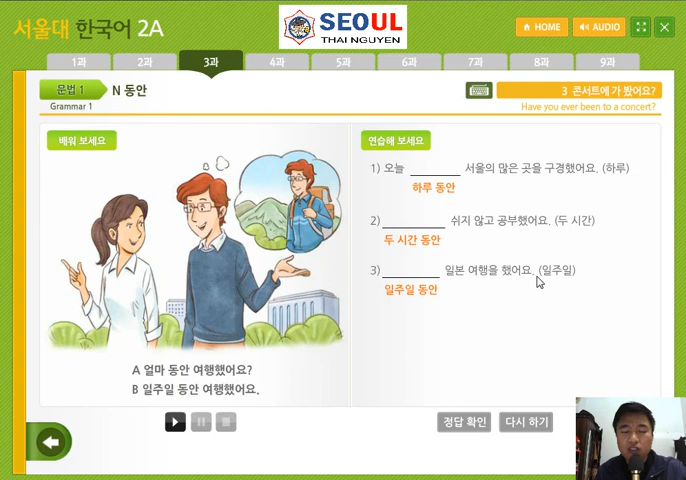 서울대 한국어 2A
SEOUL
THAI NGUYEN
HOME
AUDIO
1과
2과
3과
4과
5과
6과
7과
8과
9과
문법 1
Grammar 1
N 동안
3 콘서트에 가 봤어요?
Have you ever been to a concert?
배워 보세요
A 얼마 동안 여행했어요?
B 일주일 동안 여행했어요.
연습해 보세요
1) 오늘 ________ 서울의 많은 곳을 구경했어요. (하루)
하루 동안
2) ________ 쉬지 않고 공부했어요. (두 시간)
두 시간 동안
3) ________ 일본 여행을 했어요. (일주일)
일주일 동안
정답 확인
다시 하기